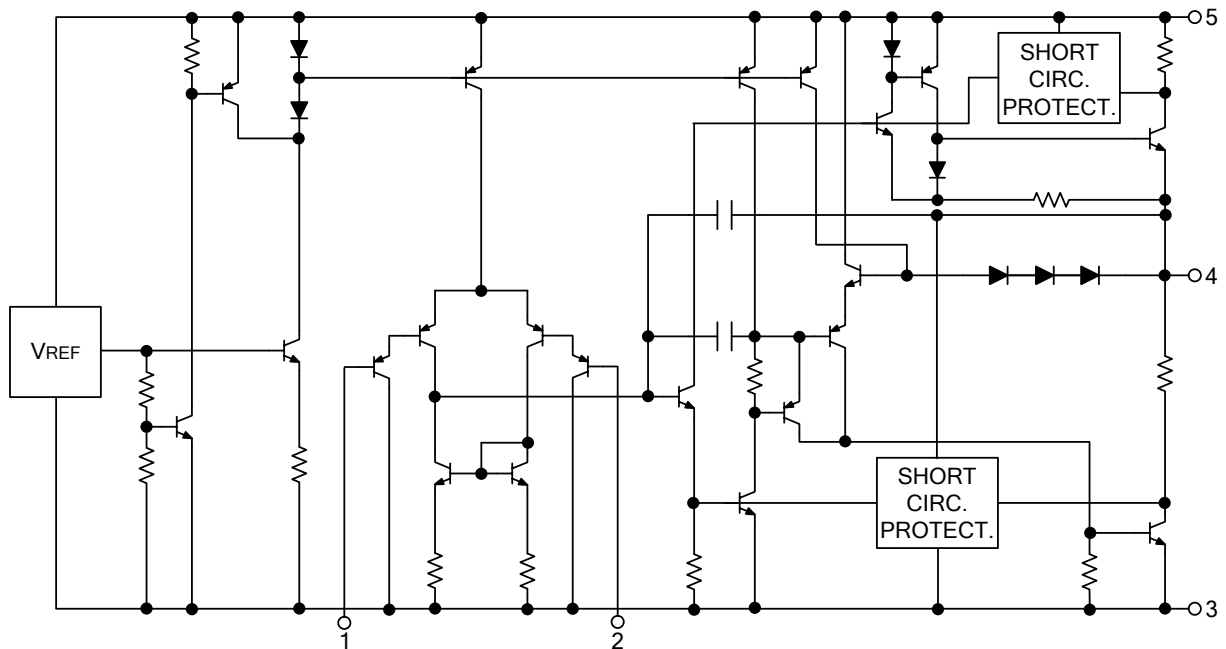 5
SHORT
CIRC.
PROTECT.
4
VREF
SHORT
CIRC.
PROTECT.
3
1
2